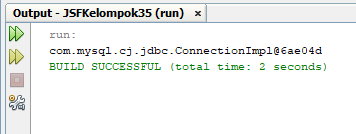 Output - JSFKelompok35 (run) ×
run:
com.mysql.cj.jdbc.ConnectionImpl@6ae04d
BUILD SUCCESSFUL (total time: 2 seconds)